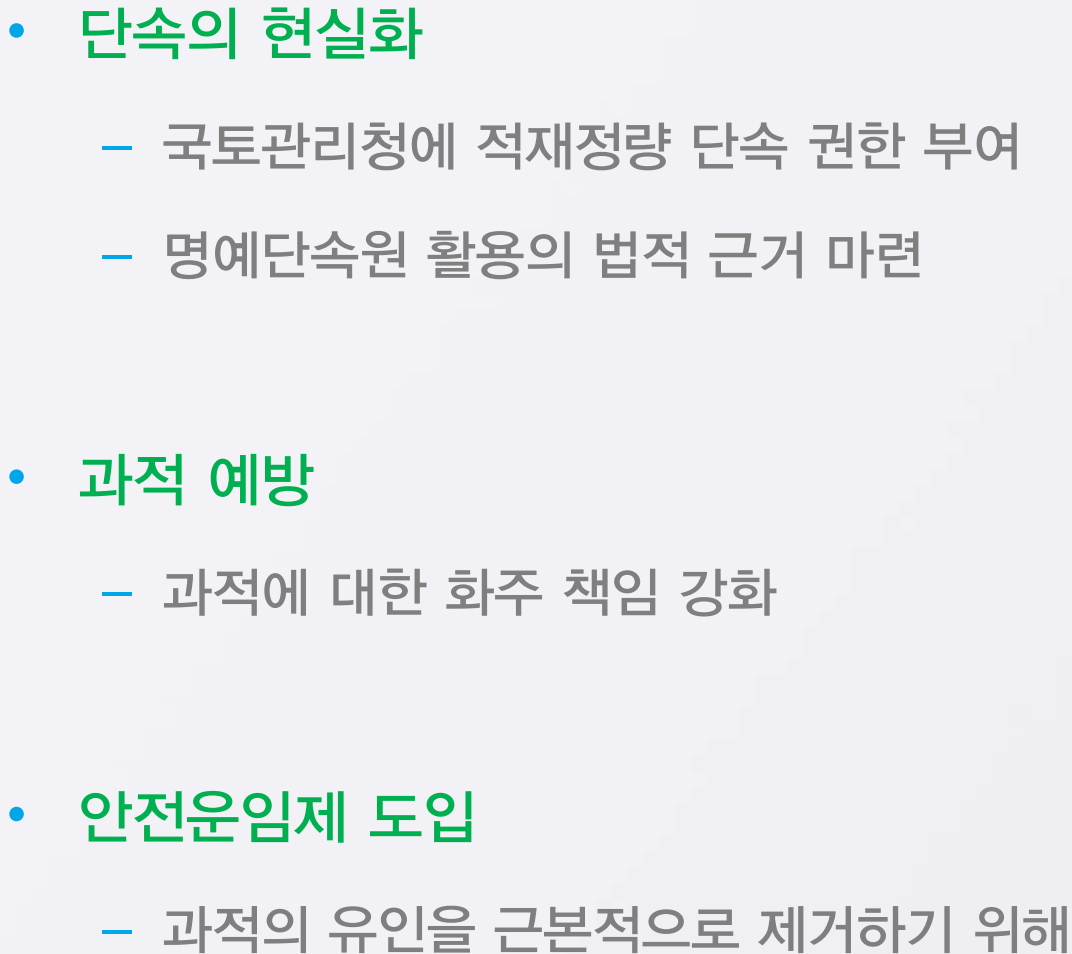 • 단속의 현실화
– 국토관리청에 적재정량 단속 권한 부여
– 명예단속원 활용의 법적 근거 마련
• 과적 예방
– 과적에 대한 화주 책임 강화
• 안전운임제 도입
– 과적의 유인을 근본적으로 제거하기 위해